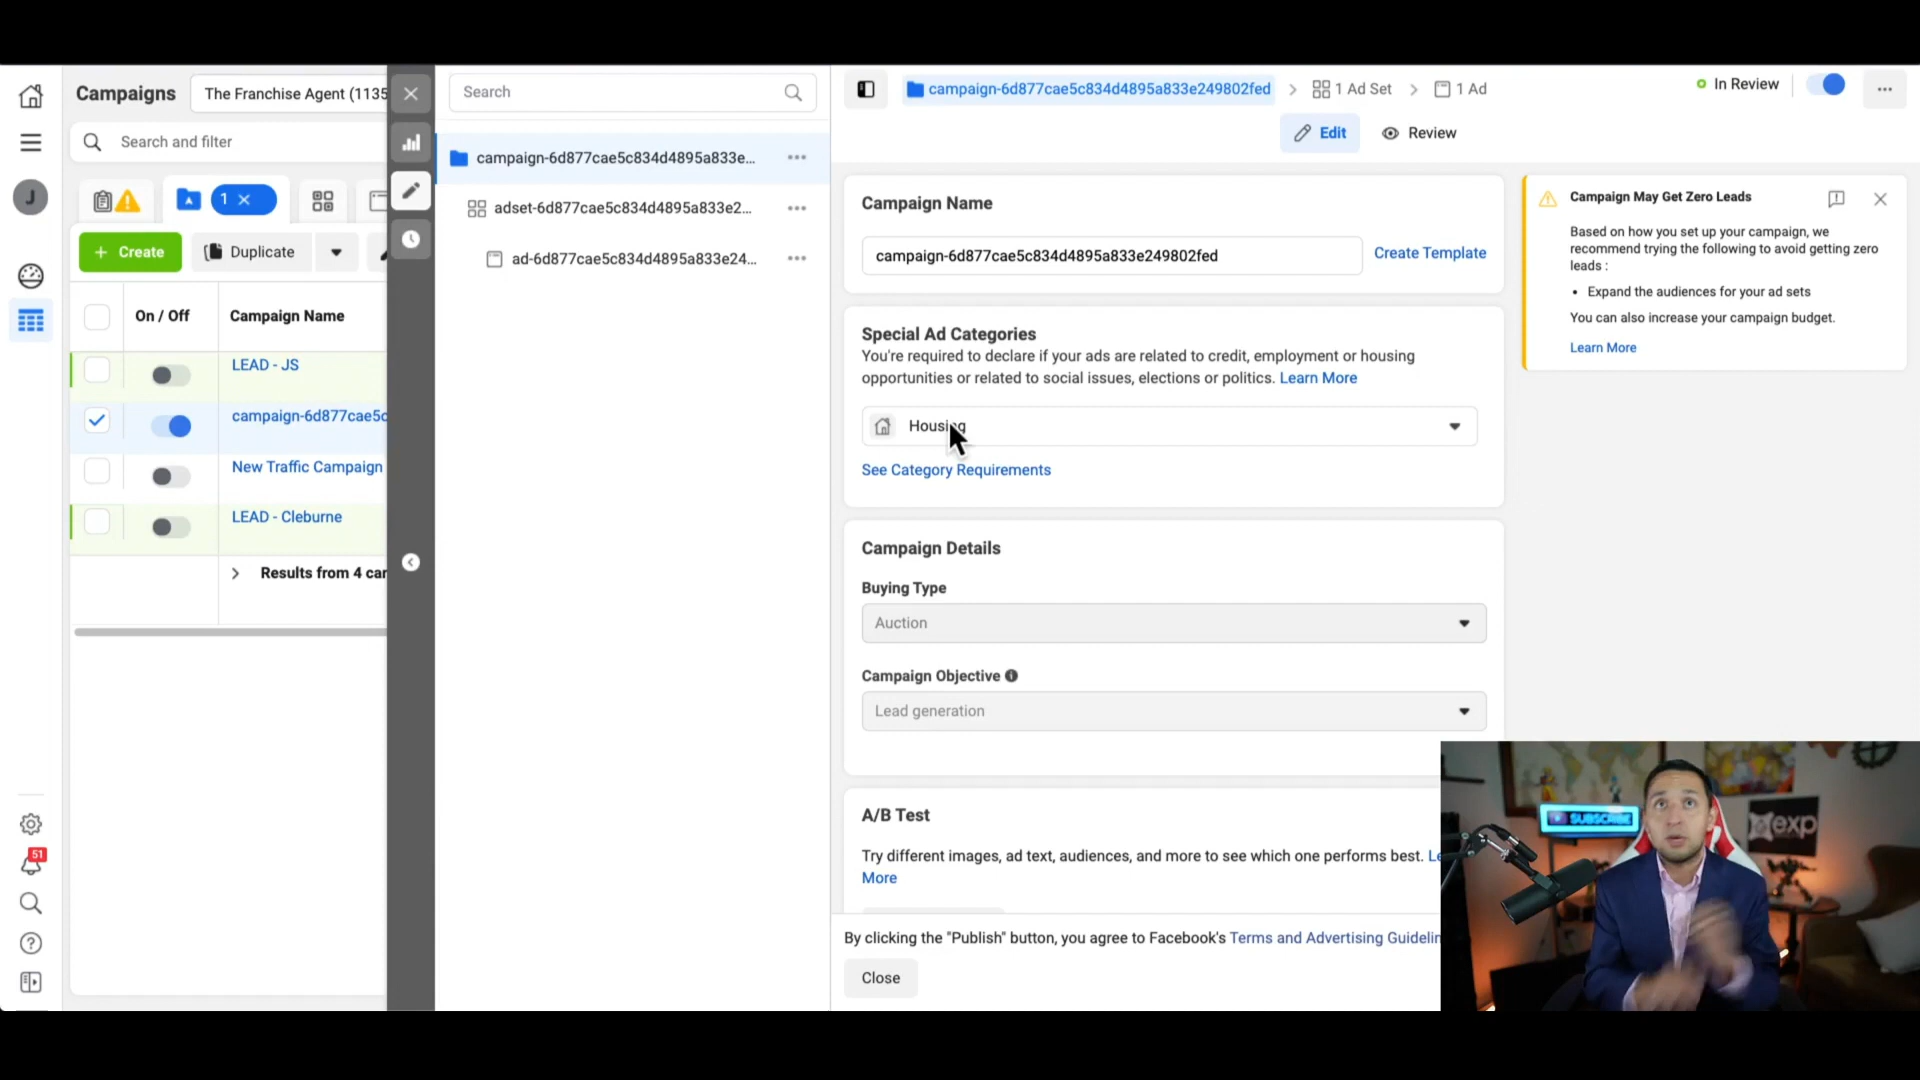 Campaigns
The Franchise Agent (1135
Search and filter
1
Create
Duplicate
On / Off
Campaign Name
LEAD - JS
campaign-6d877cae5c
New Traffic Campaign
LEAD - Cleburne
Results from 4 car
J
51
Search
campaign-6d877cae5c834d4895a833e...
adset-6d877cae5c834d4895a833e2...
ad-6d877cae5c834d4895a833e24...
campaign-6d877cae5c834d4895a833e249802fed
1 Ad Set
1 Ad
In Review
Edit
Review
Campaign Name
campaign-6d877cae5c834d4895a833e249802fed
Create Template
Special Ad Categories
You're required to declare if your ads are related to credit, employment or housing
opportunities or related to social issues, elections or politics. Learn More
Housing
See Category Requirements
Campaign Details
Buying Type
Auction
Campaign Objective
Lead generation
A/B Test
Try different images, ad text, audiences, and more to see which one performs best. Le
More
By clicking the "Publish" button, you agree to Facebook's Terms and Advertising Guidelin
Close
Campaign May Get Zero Leads
Based on how you set up your campaign, we
recommend trying the following to avoid getting zero
leads :
• Expand the audiences for your ad sets
You can also increase your campaign budget.
Learn More
SUBSCRIBE
exp